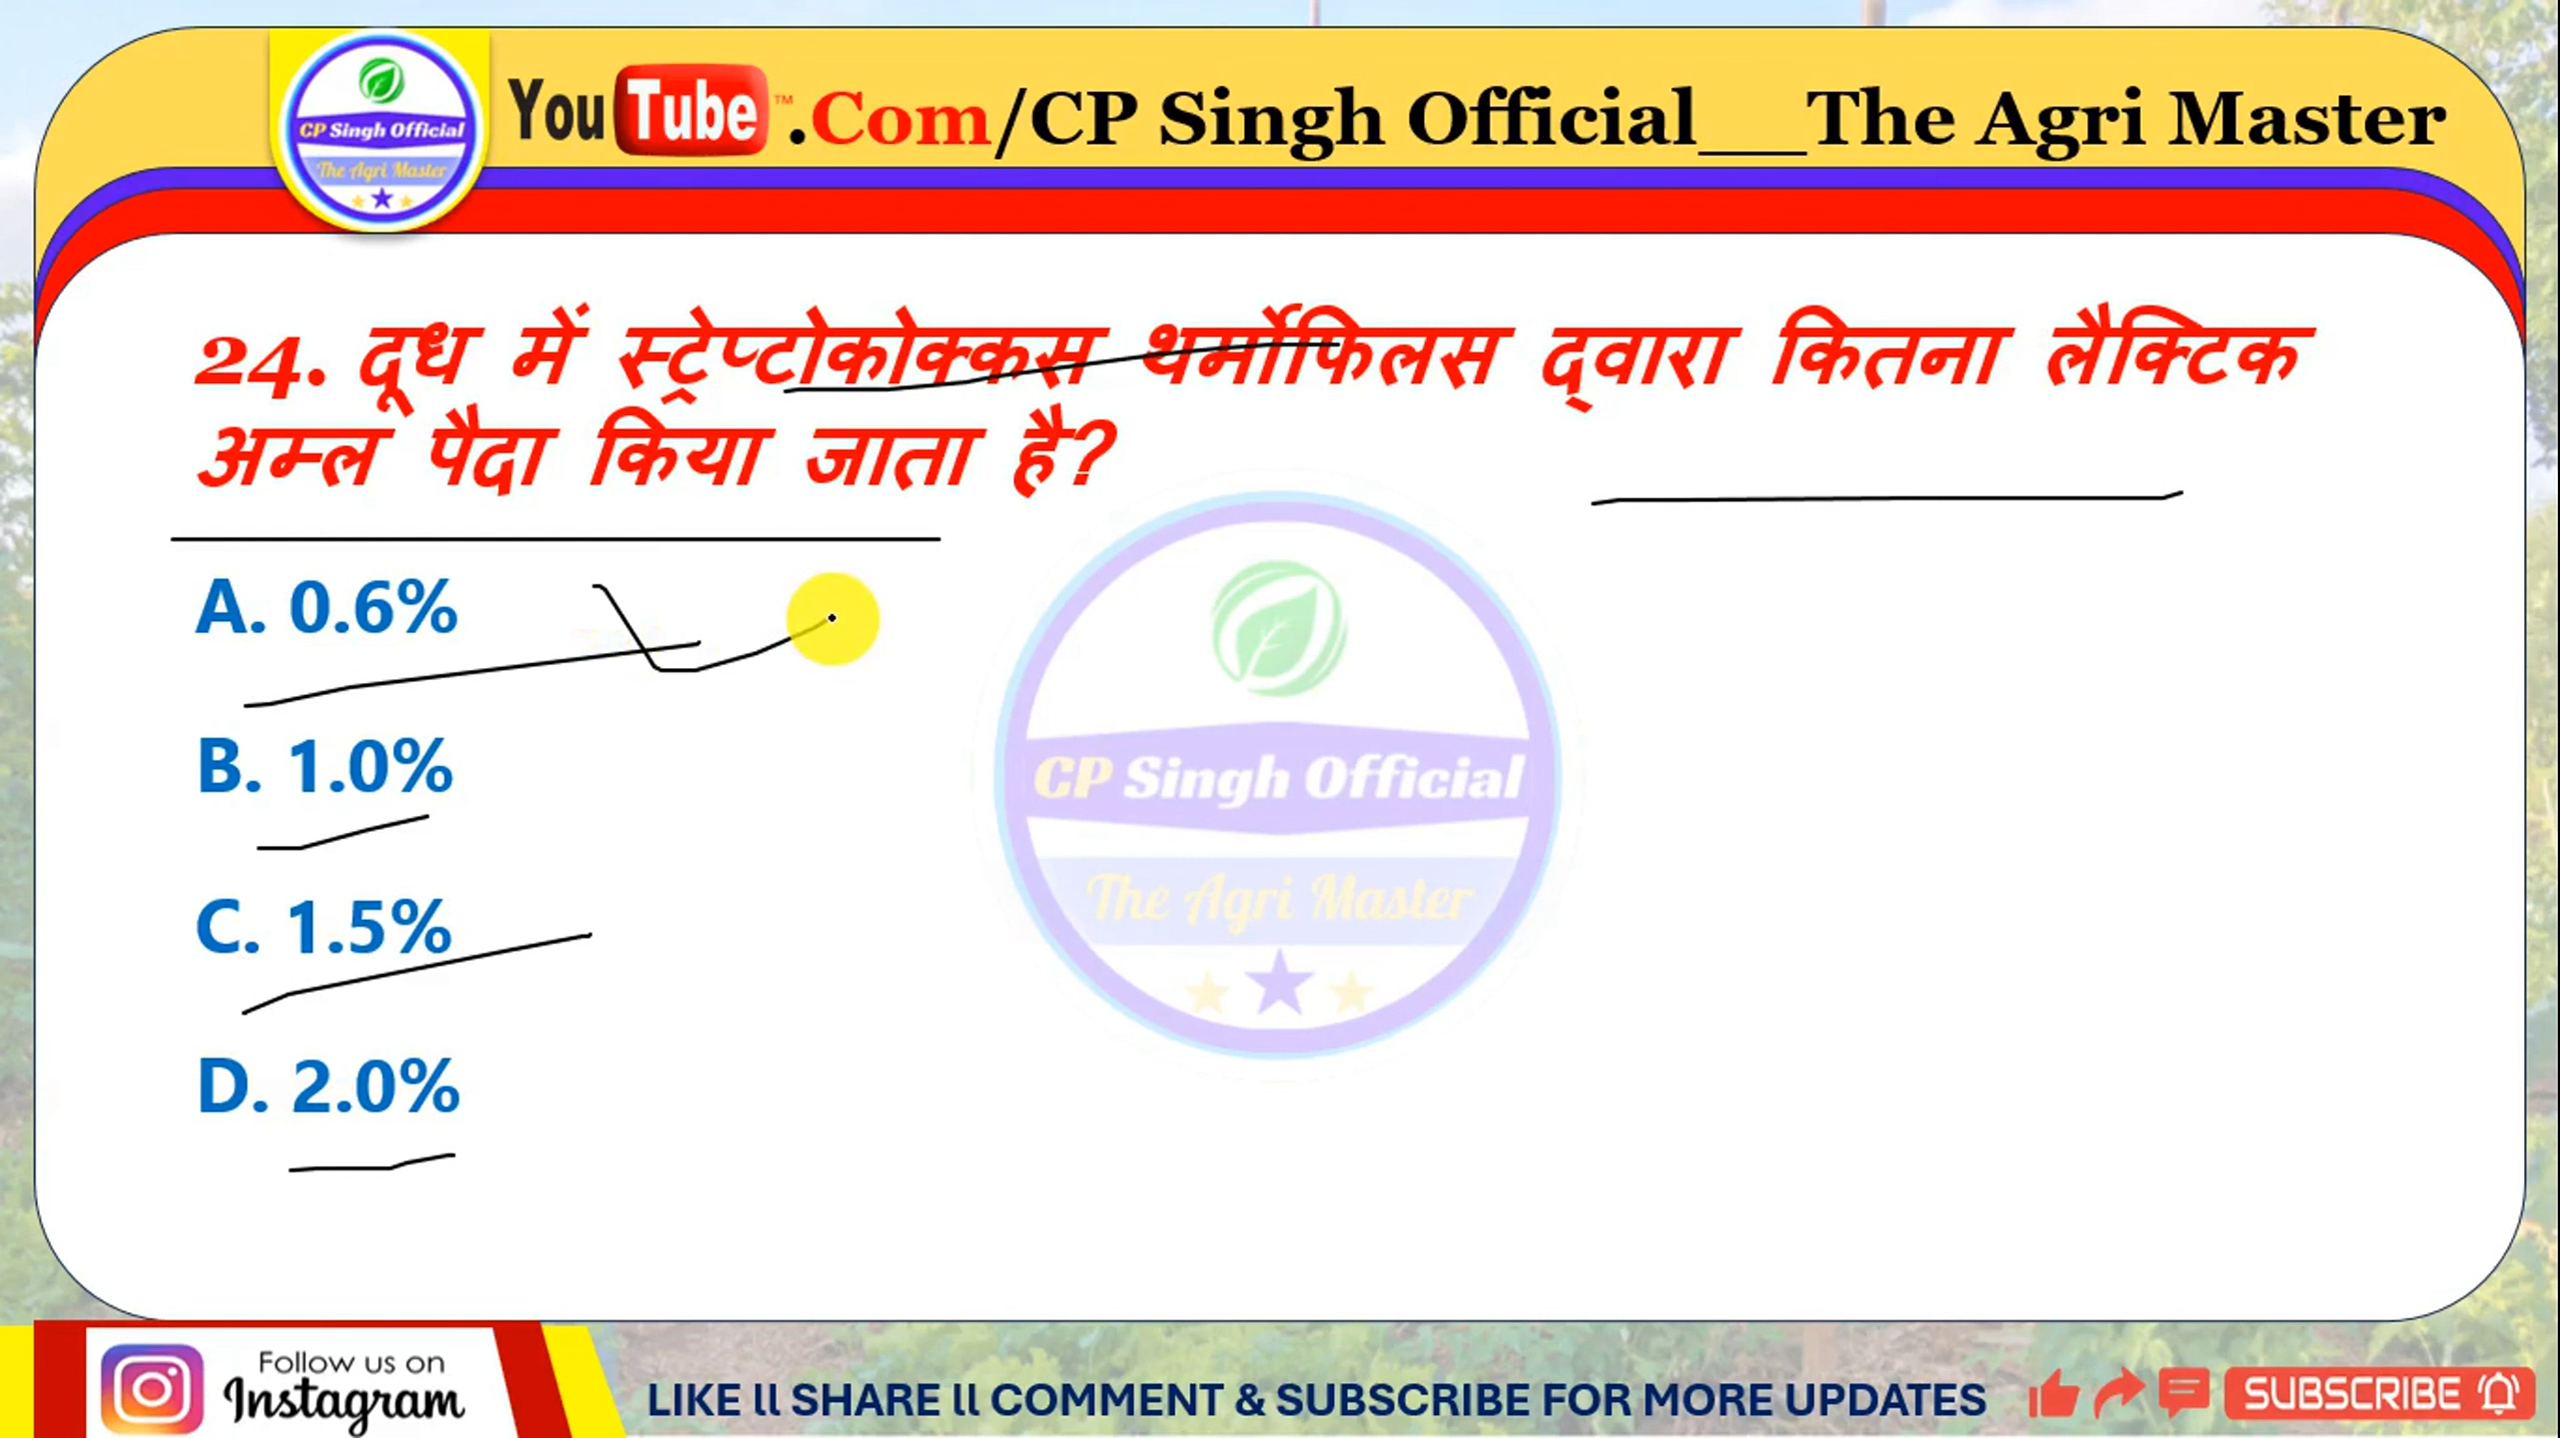 CP Singh Official
The Agri Master
YouTube™.Com/CP Singh Official___The Agri Master
24. दूध में स्ट्रेप्टोकोक्कस थर्मोफिलस द्वारा कितना लैक्टिक
अम्ल पैदा किया जाता है?
A. 0.6%
B. 1.0%
C. 1.5%
D. 2.0%
CP Singh Official
The Agri Master
Follow us on
Instagram
LIKE ll SHARE ll COMMENT & SUBSCRIBE FOR MORE UPDATES
SUBSCRIBE